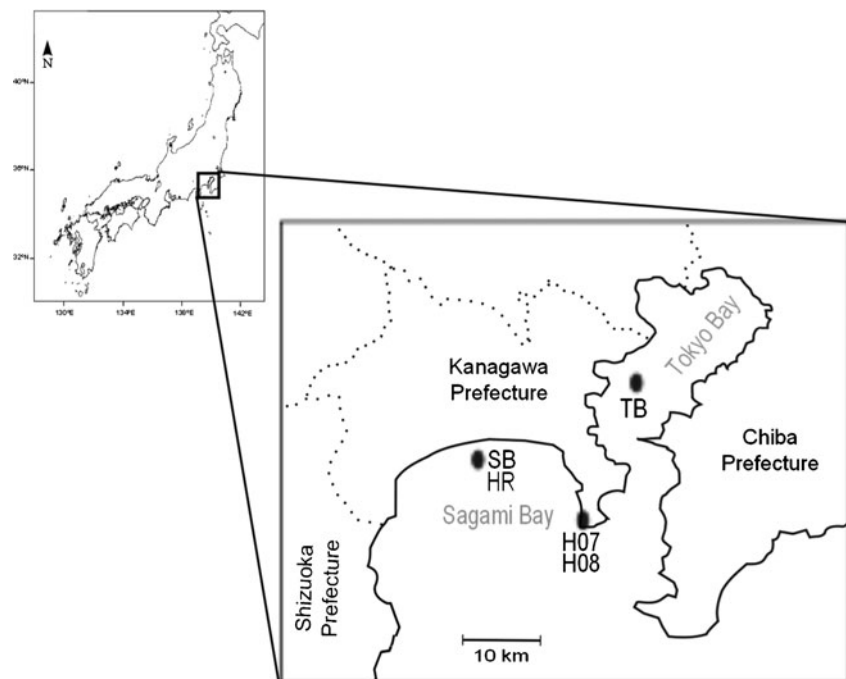 N
40°N
36°N
32°N
130°E
134°E
138°E
142°E
Tokyo Bay
Kanagawa
Prefecture
TB
Chiba
Prefecture
SB
HR
Sagami Bay
H07
H08
Shizuoka
Prefecture
10 km